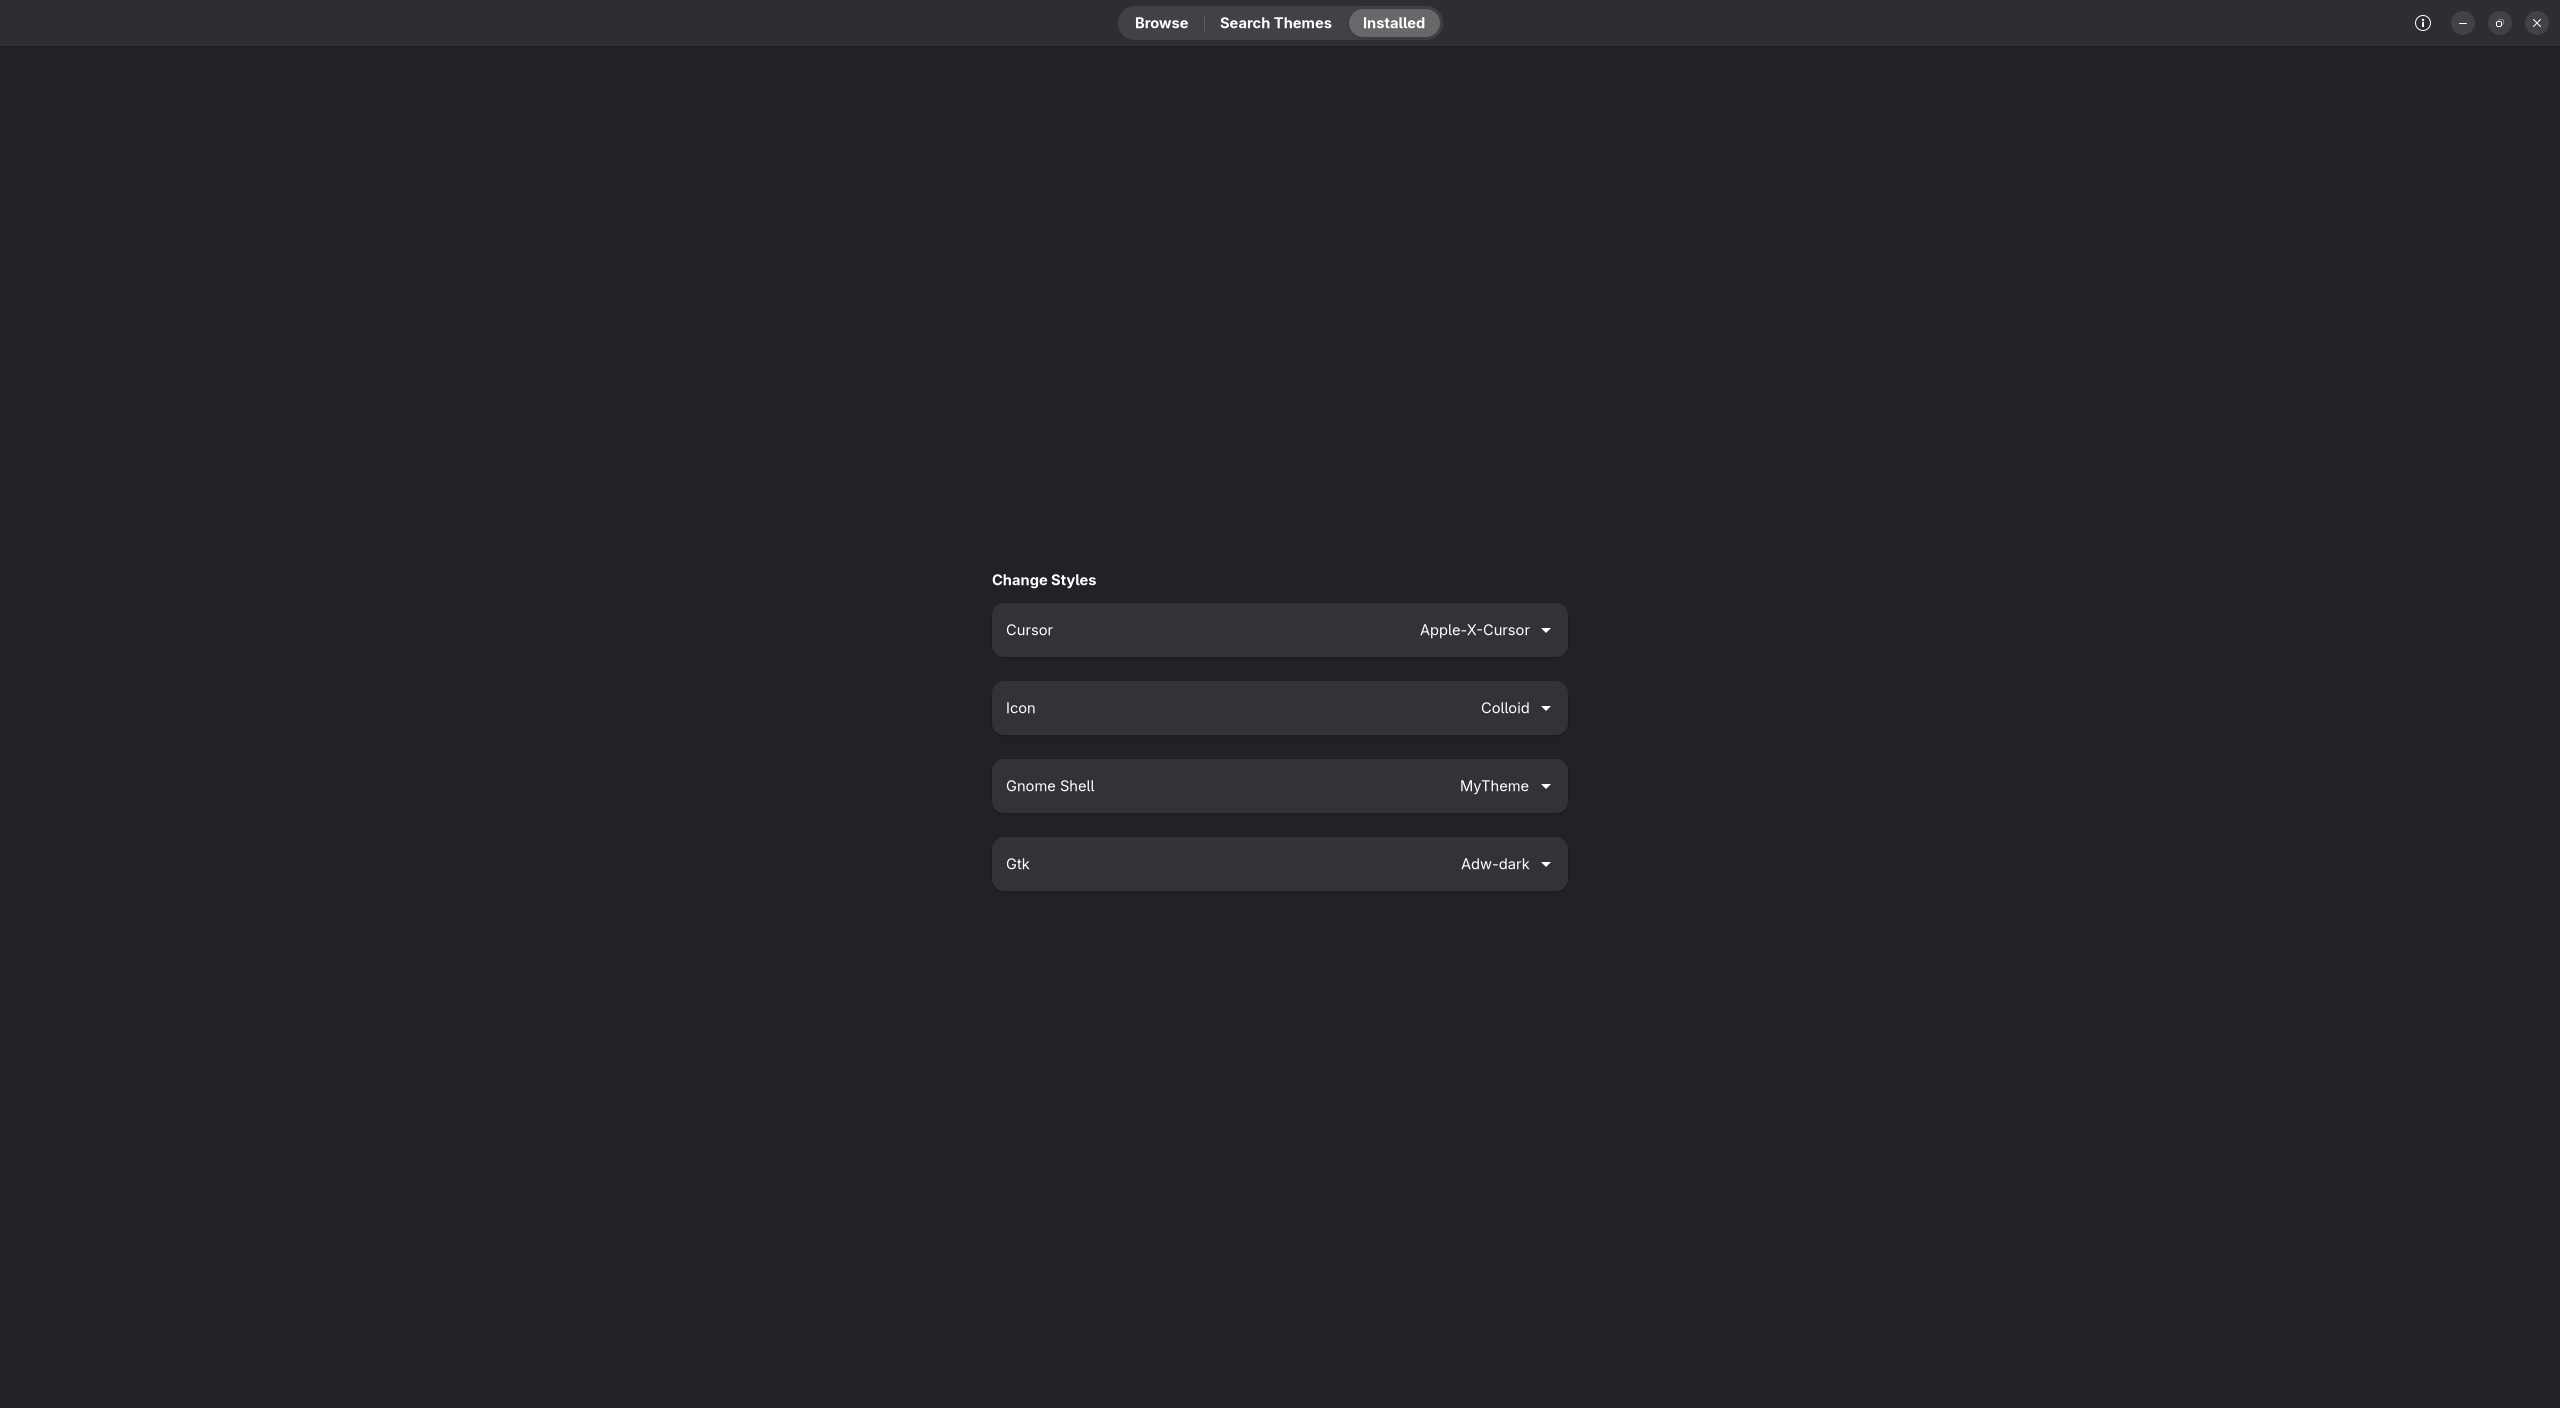 Browse Search Themes Installed
Change Styles
Cursor Apple-X-Cursor
Icon Colloid
Gnome Shell MyTheme
Gtk Adw-dark